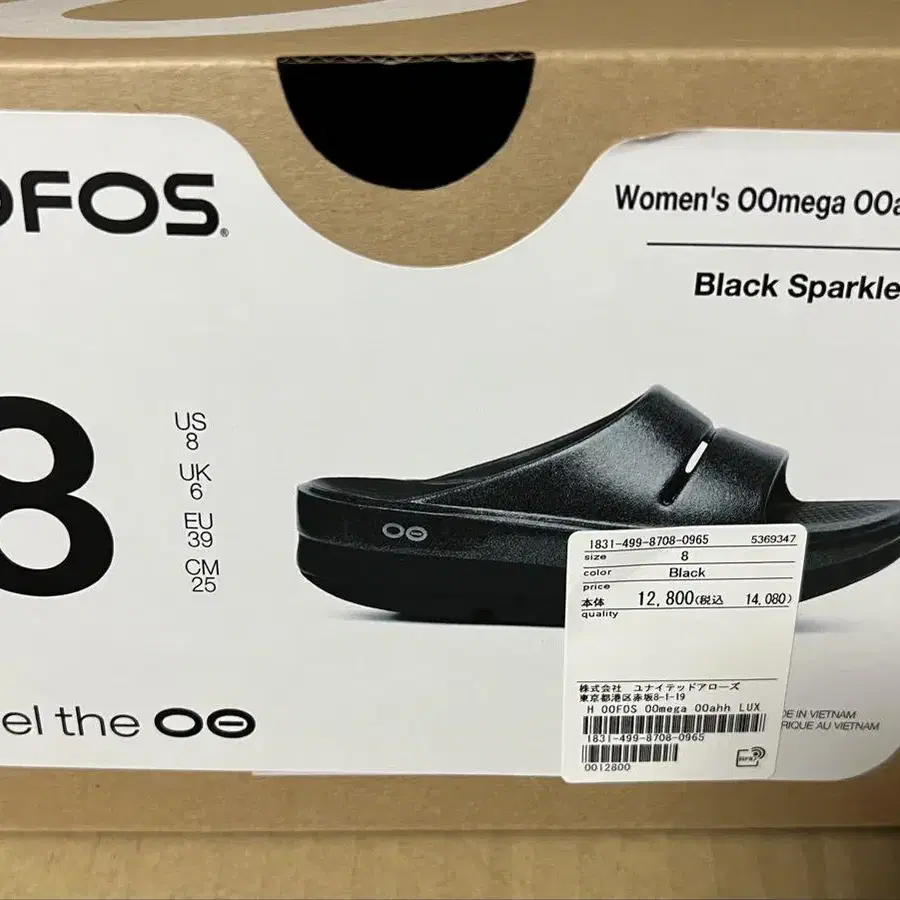 OFOS®
Women's OOmega OOa
Black Sparkle
8
US
8
UK
6
EU
39
CM
25
OO
el the OO
1831-499-8708-0965 5369347
size 8
color Black
price
本体 12,800(税込 14,080)
quality
株式会社 ユナイテッドアローズ
東京都港区赤坂8-1-19
H OOFOS OOmega OOahh LUX
1831-499-8708-0965
0012800
DE IN VIETNAM
RIQUE AU VIETNAM